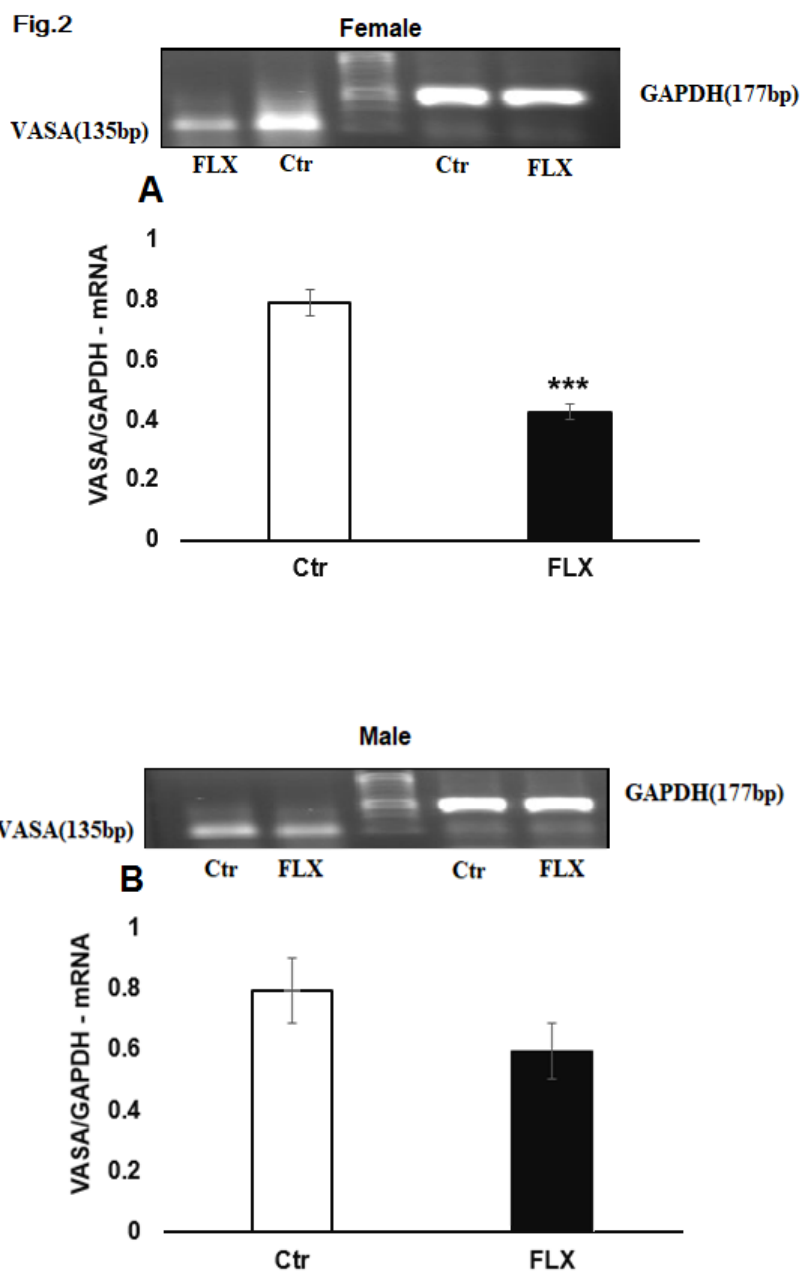 Fig.2
Female
GAPDH(177bp)
VASA(135bp)
FLX Ctr Ctr FLX
A
VASA/GAPDH - mRNA
1
0.8
0.6
0.4
0.2
0
***
Ctr FLX
Male
GAPDH(177bp)
VASA(135bp)
Ctr FLX Ctr FLX
B
VASA/GAPDH - mRNA
1
0.8
0.6
0.4
0.2
0
Ctr FLX